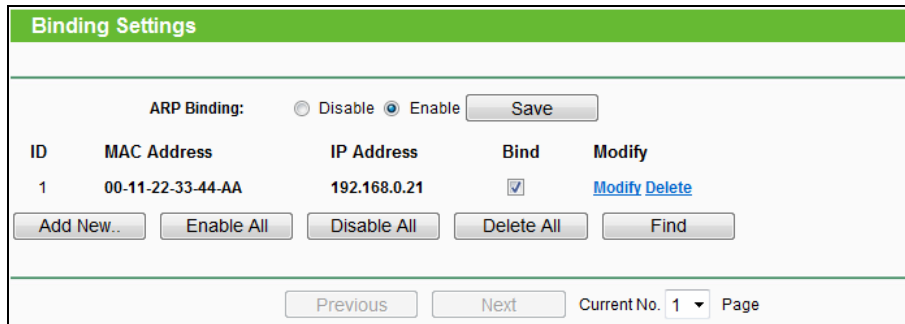 Binding Settings
ARP Binding: Disable Enable Save
ID MAC Address IP Address Bind Modify
1 00-11-22-33-44-AA 192.168.0.21 Modify Delete
Add New.. Enable All Disable All Delete All Find
Previous Next Current No. 1 Page